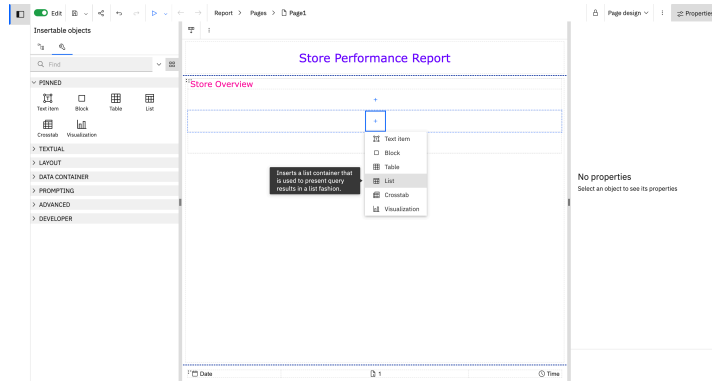 Edit
Report > Pages > Page1
Page design
Properties
Insertable objects
Find
PINNED
Text item
Block
Table
List
Crosstab
Visualization
> TEXTUAL
> LAYOUT
> DATA CONTAINER
> PROMPTING
> ADVANCED
> DEVELOPER
Store Performance Report
Store Overview
+
+
Text item
Block
Table
List
Crosstab
Visualization
Inserts a list container that
is used to present query
results in a list fashion.
Date
1
Time
No properties
Select an object to see its properties